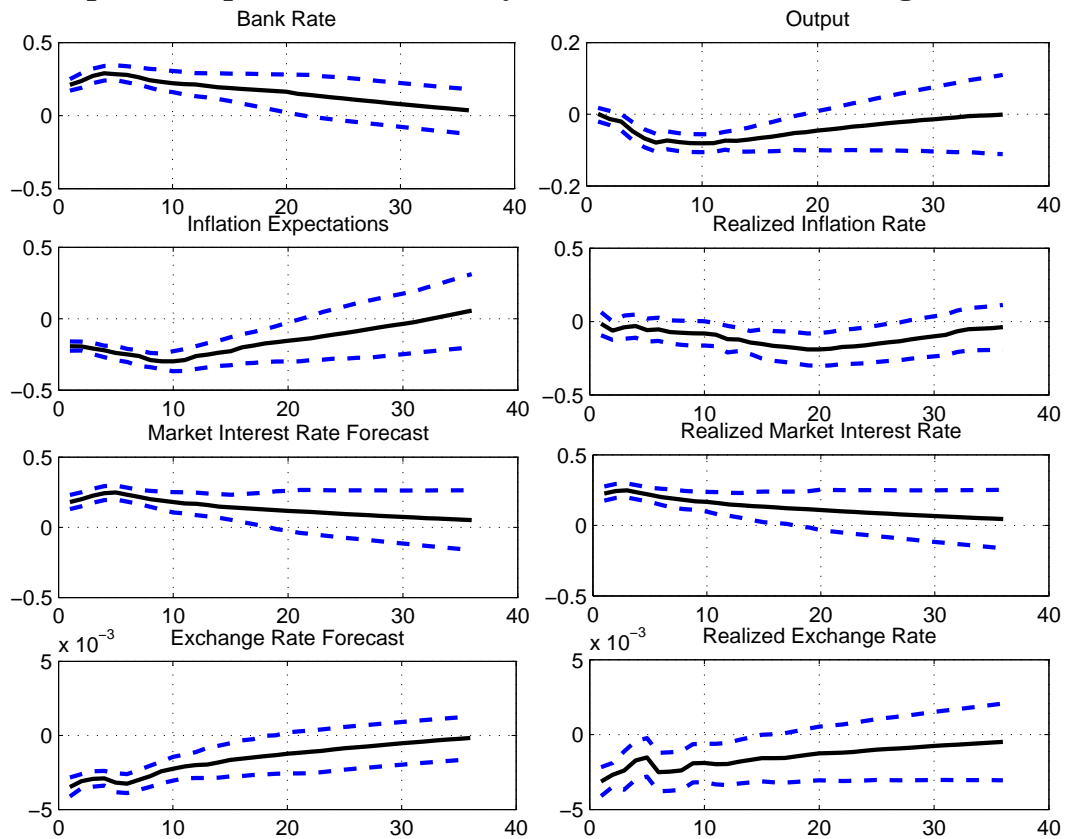 Bank Rate
Output
0.5
0
−0.5
0 10 20 30 40
0.2
0
−0.2
0 10 20 30 40
Inflation Expectations
Realized Inflation Rate
0.5
0
−0.5
0 10 20 30 40
0.5
0
−0.5
0 10 20 30 40
Market Interest Rate Forecast
Realized Market Interest Rate
0.5
0
−0.5
0 10 20 30 40
0.5
0
−0.5
0 10 20 30 40
x 10⁻³
Exchange Rate Forecast
x 10⁻³
Realized Exchange Rate
5
0
−5
0 10 20 30 40
5
0
−5
0 10 20 30 40